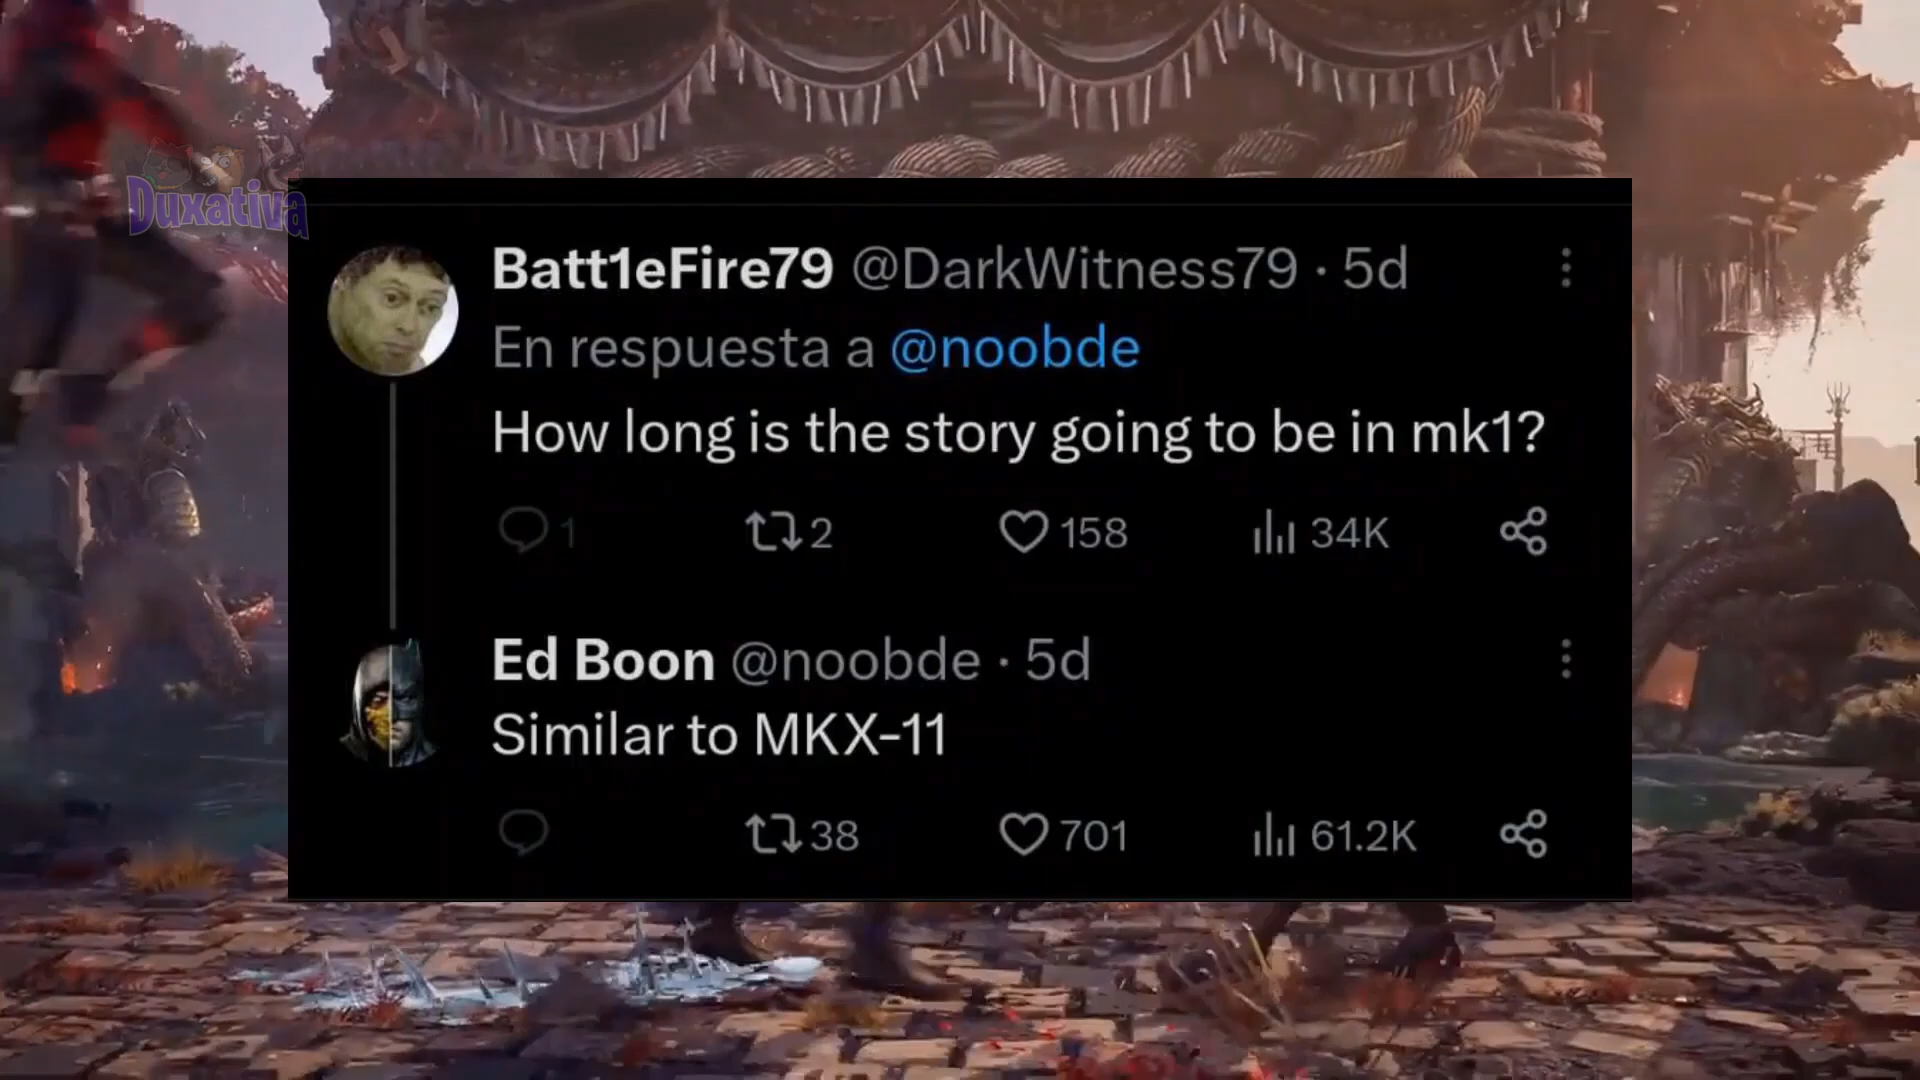 Duxativa
Batt1eFire79 @DarkWitness79 · 5d
En respuesta a @noobde
How long is the story going to be in mk1?
1 2 158 34K
Ed Boon @noobde · 5d
Similar to MKX-11
38 701 61.2K